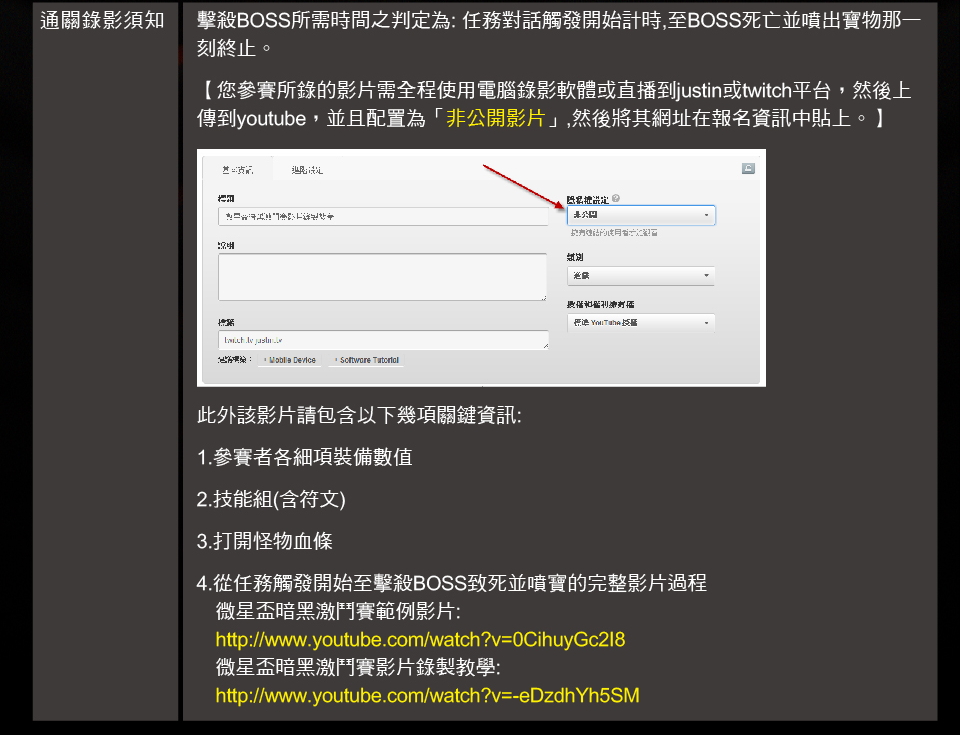 通關錄影須知
擊殺BOSS所需時間之判定為: 任務對話觸發開始計時,至BOSS死亡並噴出寶物那一
刻終止。
【 您參賽所錄的影片需全程使用電腦錄影軟體或直播到justin或twitch平台，然後上
傳到youtube，並且配置為「非公開影片」,然後將其網址在報名資訊中貼上。】
基本資訊 進階設定
標題
隱私權設定
非公開
說明
類別
遊戲
授權和權利擁有權
標準 YouTube 授權
標籤
twitch.tv justin.tv
+ Mobile Device + Software Tutorial
此外該影片請包含以下幾項關鍵資訊:
1.參賽者各細項裝備數值
2.技能組(含符文)
3.打開怪物血條
4.從任務觸發開始至擊殺BOSS致死並噴寶的完整影片過程
微星盃暗黑激鬥賽範例影片:
http://www.youtube.com/watch?v=0CihuyGc2I8
微星盃暗黑激鬥賽影片錄製教學:
http://www.youtube.com/watch?v=-eDzdhYh5SM